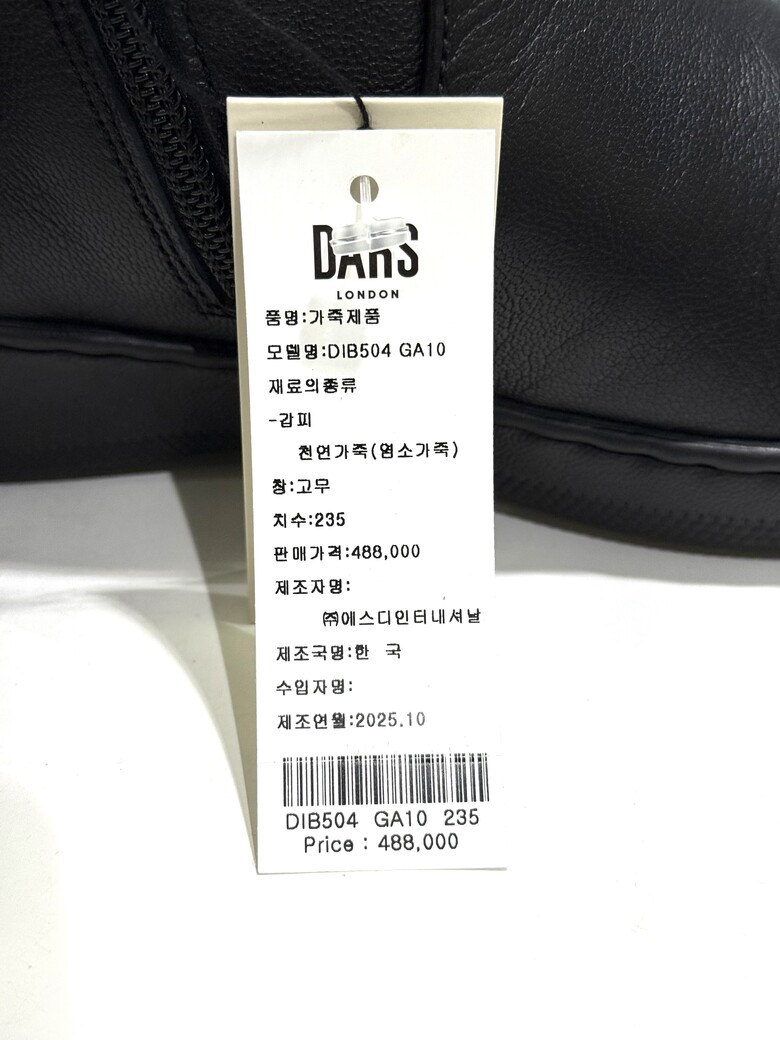 DAKS
LONDON
품명:가죽제품
모델명:DIB504 GA10
재료의종류
-갑피
천연가죽(염소가죽)
창:고무
치수:235
판매가격:488,000
제조자명:
㈜에스디인터내셔날
제조국명:한 국
수입자명:
제조연월:2025.10
DIB504 GA10 235
Price : 488,000